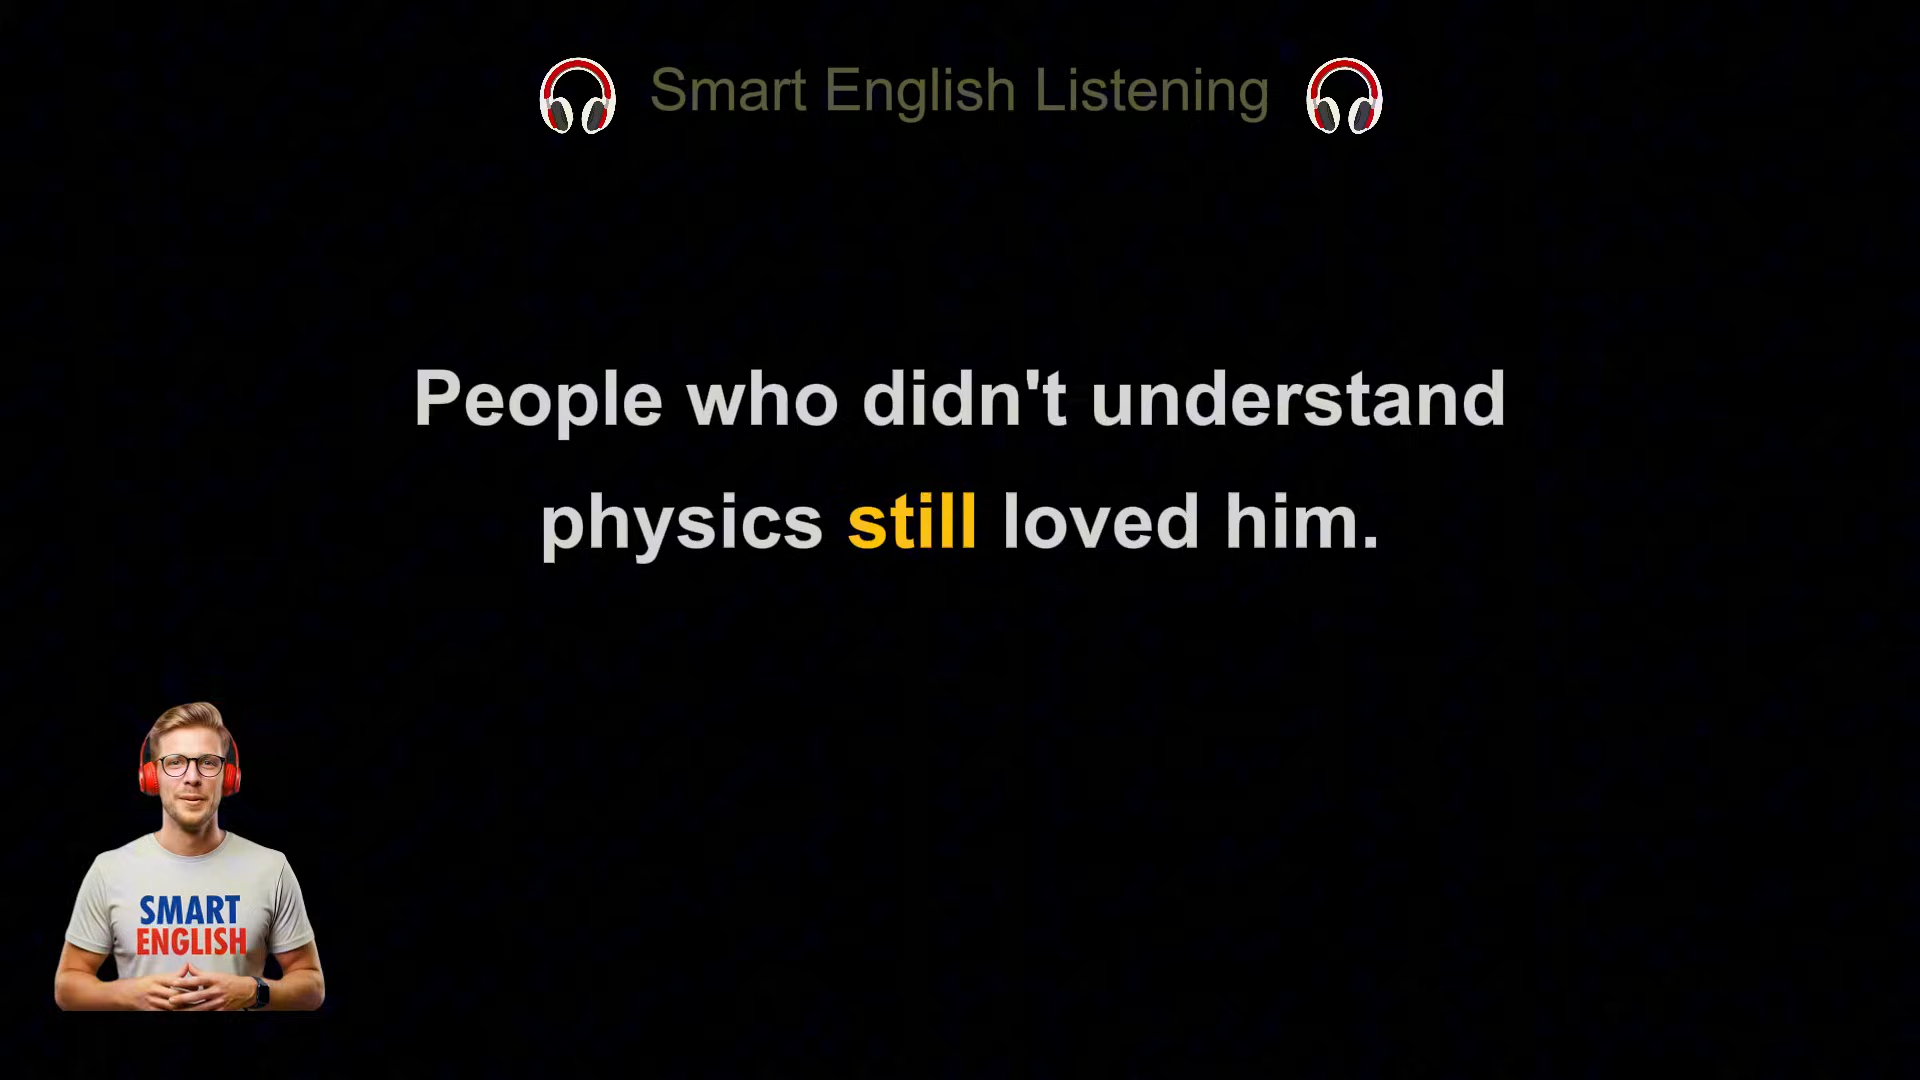 Smart English Listening
People who didn't understand
physics still loved him.
SMART
ENGLISH